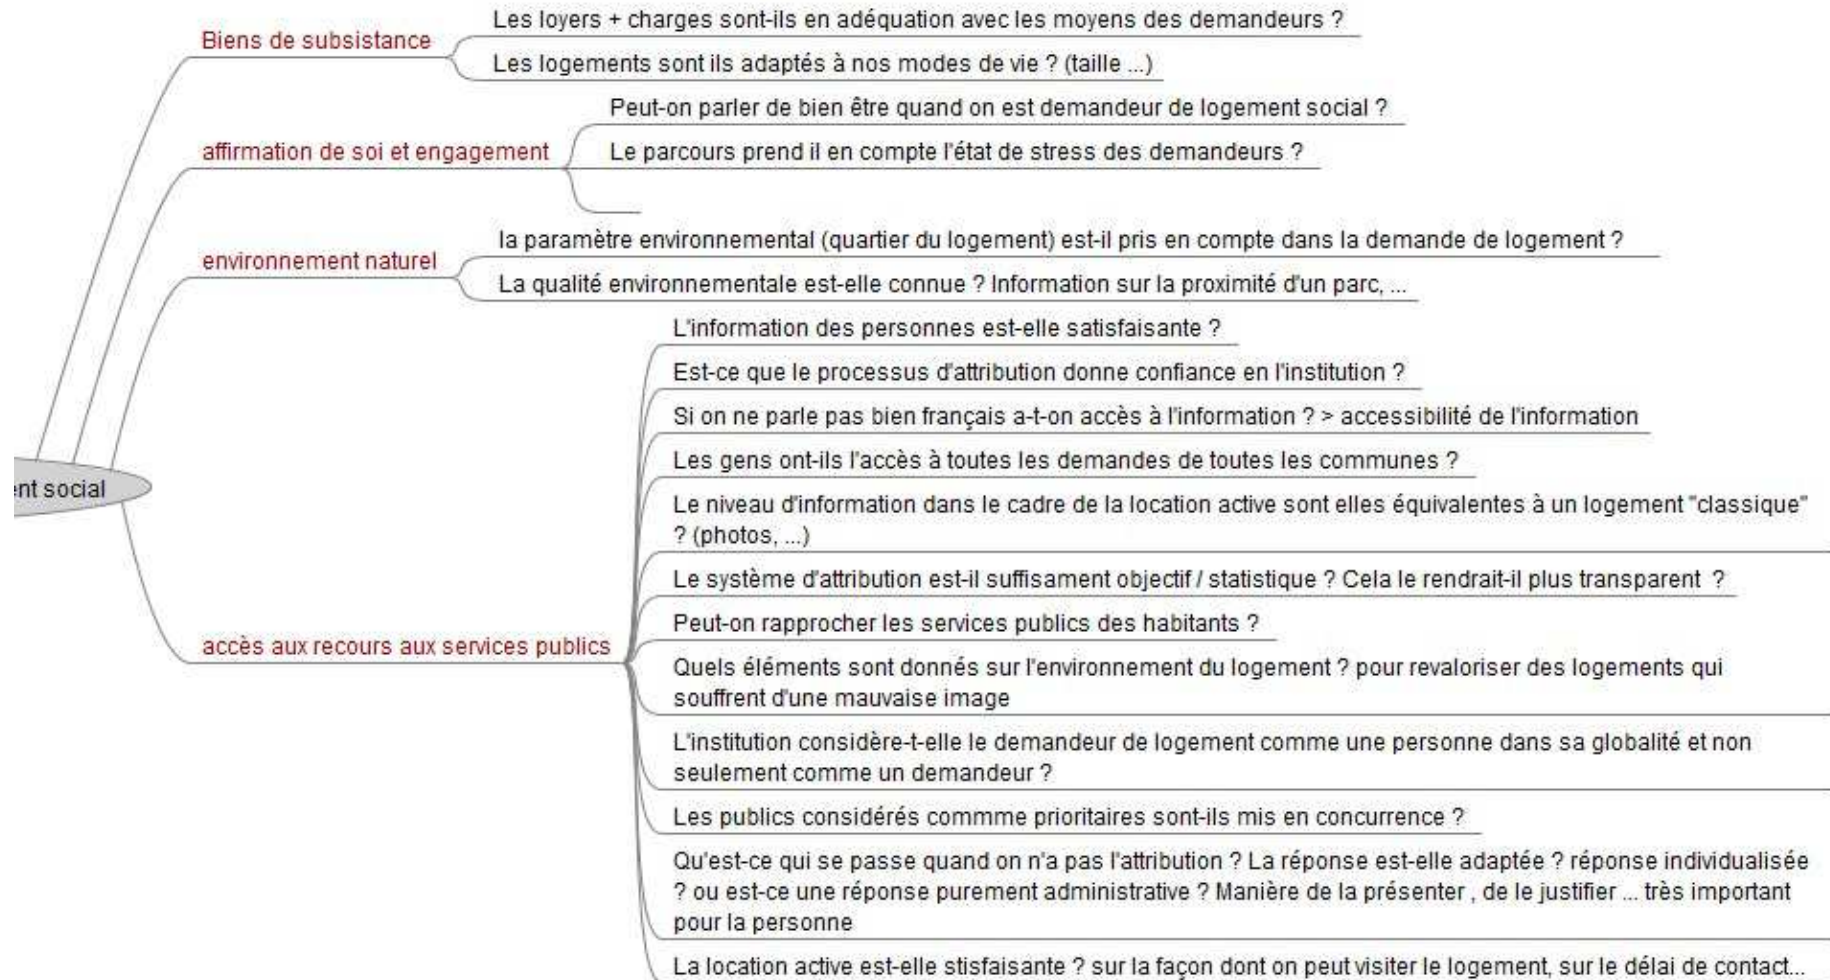 Les loyers + charges sont-ils en adéquation avec les moyens des demandeurs ?
Biens de subsistance
Les logements sont ils adaptés à nos modes de vie ? (taille ...)
Peut-on parler de bien être quand on est demandeur de logement social ?
affirmation de soi et engagement
Le parcours prend il en compte l'état de stress des demandeurs ?
la paramètre environnemental (quartier du logement) est-il pris en compte dans la demande de logement ?
environnement naturel
La qualité environnementale est-elle connue ? Information sur la proximité d'un parc, ...
L'information des personnes est-elle satisfaisante ?
Est-ce que le processus d'attribution donne confiance en l'institution ?
Si on ne parle pas bien français a-t-on accès à l'information ? > accessibilité de l'information
Les gens ont-ils l'accès à toutes les demandes de toutes les communes ?
ent social
Le niveau d'information dans le cadre de la location active sont elles équivalentes à un logement "classique"
? (photos, ...)
Le système d'attribution est-il suffisament objectif / statistique ? Cela le rendrait-il plus transparent ?
Peut-on rapprocher les services publics des habitants ?
accès aux recours aux services publics
Quels éléments sont donnés sur l'environnement du logement ? pour revaloriser des logements qui
souffrent d'une mauvaise image
L'institution considère-t-elle le demandeur de logement comme une personne dans sa globalité et non
seulement comme un demandeur ?
Les publics considérés commme prioritaires sont-ils mis en concurrence ?
Qu'est-ce qui se passe quand on n'a pas l'attribution ? La réponse est-elle adaptée ? réponse individualisée
? ou est-ce une réponse purement administrative ? Manière de la présenter , de le justifier ... très important
pour la personne
La location active est-elle stisfaisante ? sur la façon dont on peut visiter le logement, sur le délai de contact...